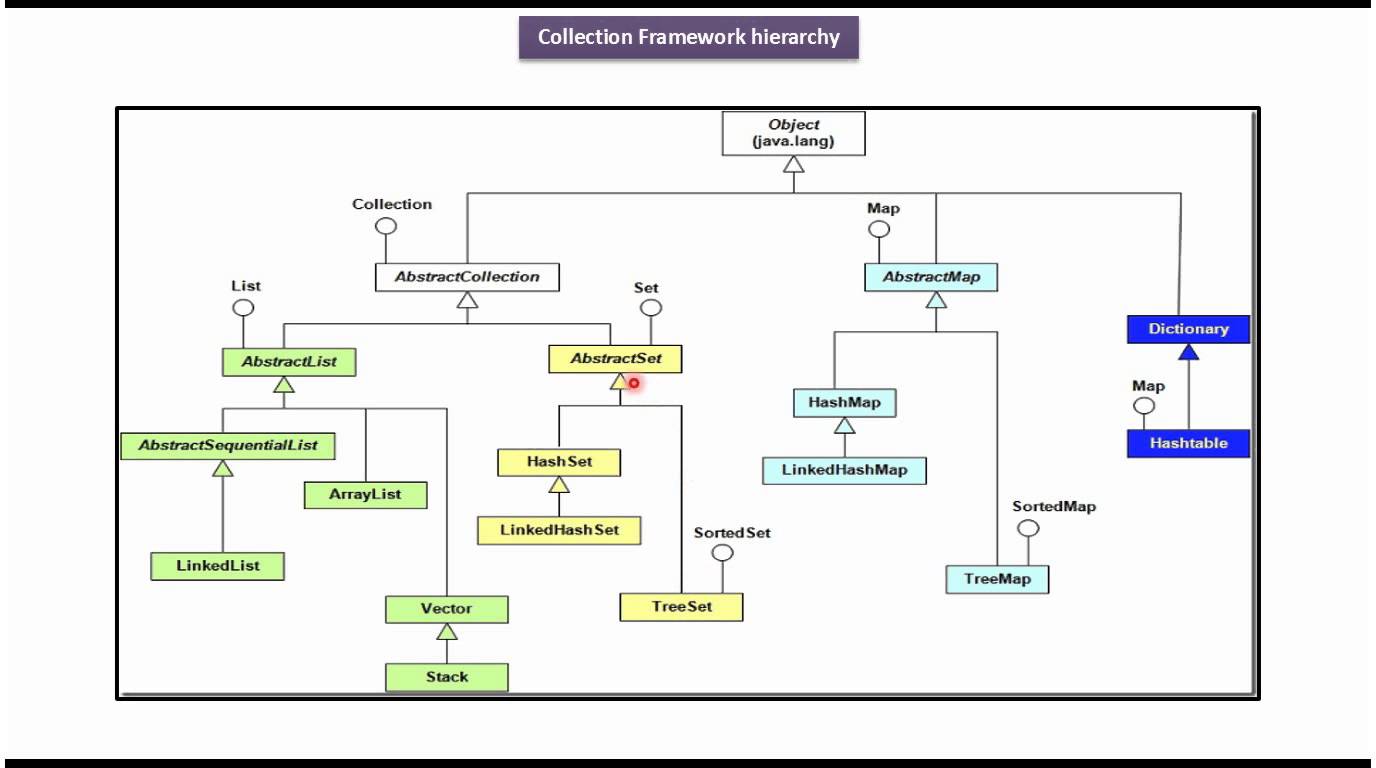 Collection Framework hierarchy
Object
(java.lang)
Collection
Map
AbstractCollection
AbstractMap
List
Set
Dictionary
AbstractList
AbstractSet
Map
HashMap
AbstractSequentialList
Hashtable
HashSet
LinkedHashMap
ArrayList
SortedMap
LinkedHashSet
SortedSet
LinkedList
TreeMap
Vector
TreeSet
Stack